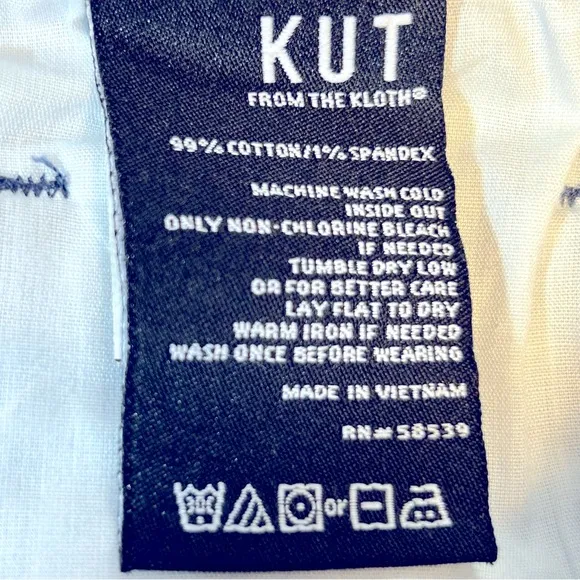 KUT
FROM THE KLOTH®
99% COTTON/1% SPANDEX
MACHINE WASH COLD
INSIDE OUT
ONLY NON-CHLORINE BLEACH
IF NEEDED
TUMBLE DRY LOW
OR FOR BETTER CARE
LAY FLAT TO DRY
WARM IRON IF NEEDED
WASH ONCE BEFORE WEARING
MADE IN VIETNAM
RN# 58539
30C or